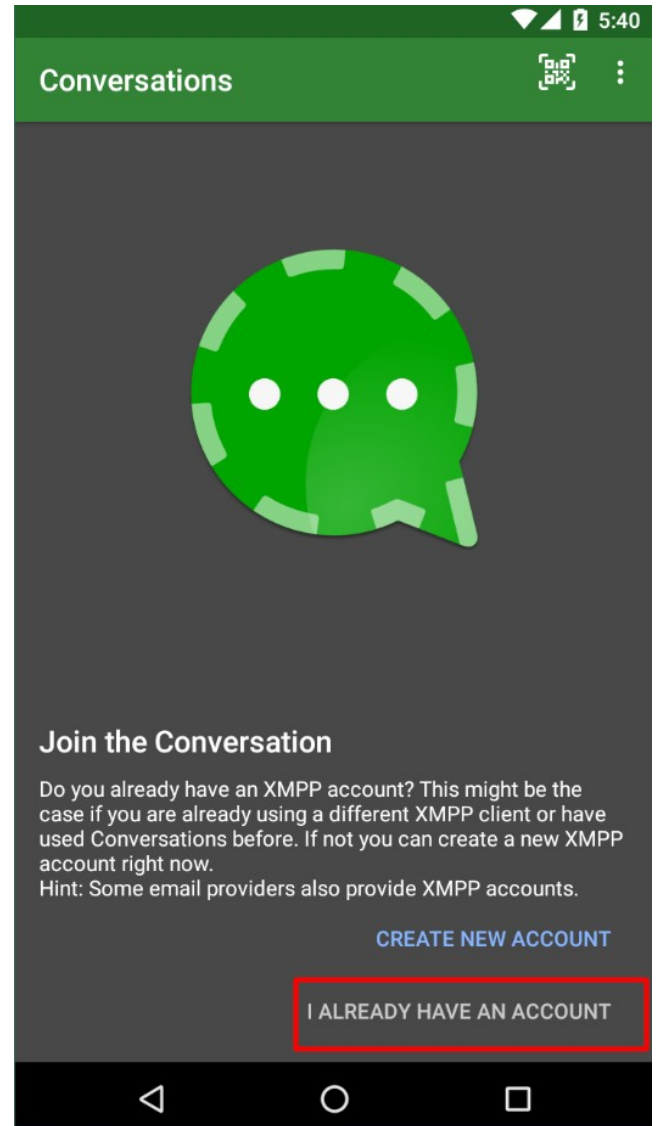 5:40
Conversations
Join the Conversation
Do you already have an XMPP account? This might be the
case if you are already using a different XMPP client or have
used Conversations before. If not you can create a new XMPP
account right now.
Hint: Some email providers also provide XMPP accounts.
CREATE NEW ACCOUNT
I ALREADY HAVE AN ACCOUNT